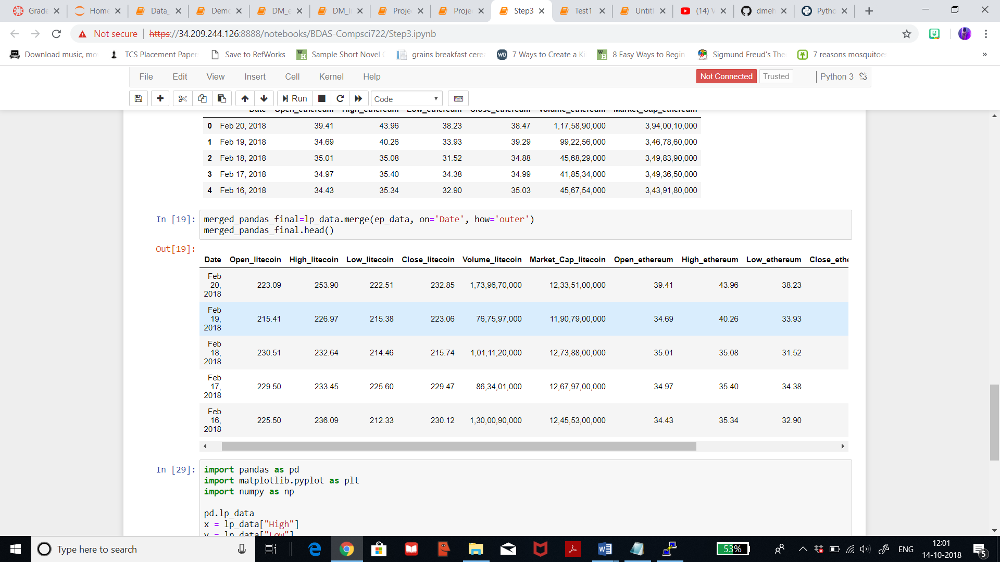 Grade Home Data_ Demo DM_e DM_li Projec Projec Step3 Test1 Untitl (14) V dmeh Pytho
Not secure https://34.209.244.126:8888/notebooks/BDAS-Compsci722/Step3.ipynb
Download music, mo TCS Placement Paper Save to RefWorks Sample Short Novel grains breakfast cere 7 Ways to Create a Ki 8 Easy Ways to Begin Sigmund Freud's The 7 reasons mosquitoe »
File Edit View Insert Cell Kernel Help Not Connected Trusted Python 3
Run Code
Date Open_ethereum High_ethereum Low_ethereum Close_ethereum Volume_ethereum Market_Cap_ethereum
0 Feb 20, 2018 39.41 43.96 38.23 38.47 1,17,58,90,000 3,94,00,10,000
1 Feb 19, 2018 34.69 40.26 33.93 39.29 99,22,56,000 3,46,78,60,000
2 Feb 18, 2018 35.01 35.08 31.52 34.88 45,68,29,000 3,49,83,90,000
3 Feb 17, 2018 34.97 35.40 34.38 34.99 41,85,34,000 3,49,36,50,000
4 Feb 16, 2018 34.43 35.34 32.90 35.03 45,67,54,000 3,43,91,80,000
In [19]: merged_pandas_final=lp_data.merge(ep_data, on='Date', how='outer')
merged_pandas_final.head()
Out[19]:
Date Open_litecoin High_litecoin Low_litecoin Close_litecoin Volume_litecoin Market_Cap_litecoin Open_ethereum High_ethereum Low_ethereum Close_ethe
Feb
20, 223.09 253.90 222.51 232.85 1,73,96,70,000 12,33,51,00,000 39.41 43.96 38.23
2018
Feb
19, 215.41 226.97 215.38 223.06 76,75,97,000 11,90,79,00,000 34.69 40.26 33.93
2018
Feb
18, 230.51 232.64 214.46 215.74 1,01,11,20,000 12,73,88,00,000 35.01 35.08 31.52
2018
Feb
17, 229.50 233.45 225.60 229.47 86,34,01,000 12,67,97,00,000 34.97 35.40 34.38
2018
Feb
16, 225.50 236.09 212.33 230.12 1,30,00,90,000 12,45,53,00,000 34.43 35.34 32.90
2018
In [29]: import pandas as pd
import matplotlib.pyplot as plt
import numpy as np
pd.lp_data
x = lp_data["High"]
y = lp_data["Low"]
Type here to search 53% ENG 12:01
14-10-2018 5